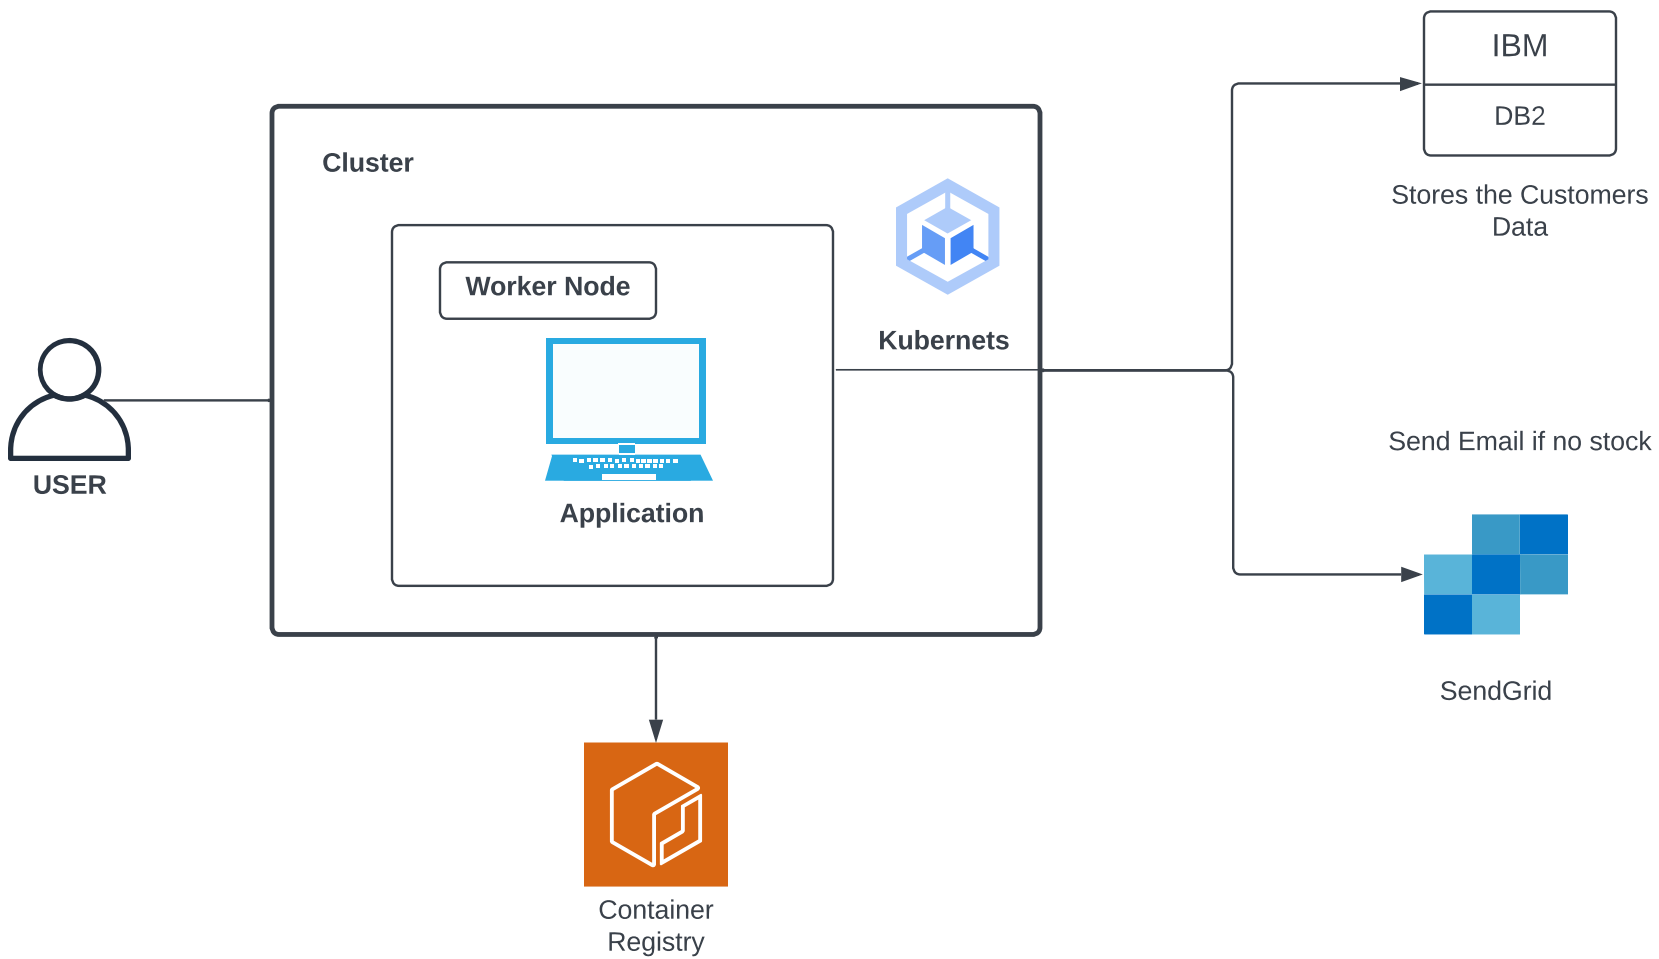 IBM
DB2
Stores the Customers
Data
Cluster
Worker Node
Kubernets
Application
USER
Send Email if no stock
SendGrid
Container
Registry